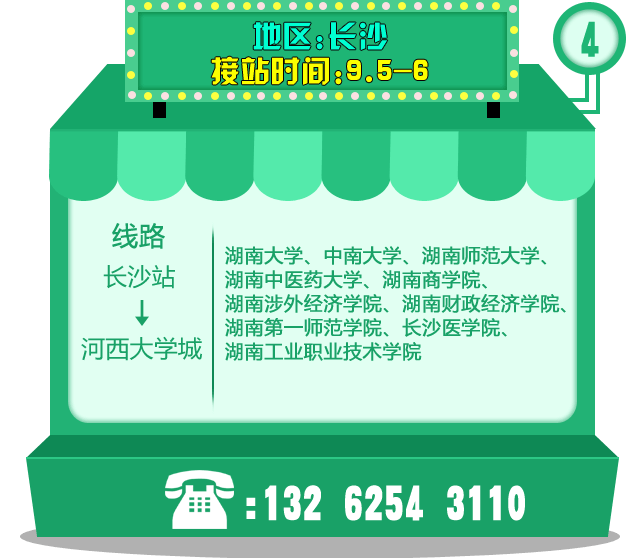 4
地区:长沙
接站时间:9.5-6
线路
长沙站
河西大学城
湖南大学、中南大学、湖南师范大学、
湖南中医药大学、湖南商学院、
湖南涉外经济学院、湖南财政经济学院、
湖南第一师范学院、长沙医学院、
湖南工业职业技术学院
:132 6254 3110